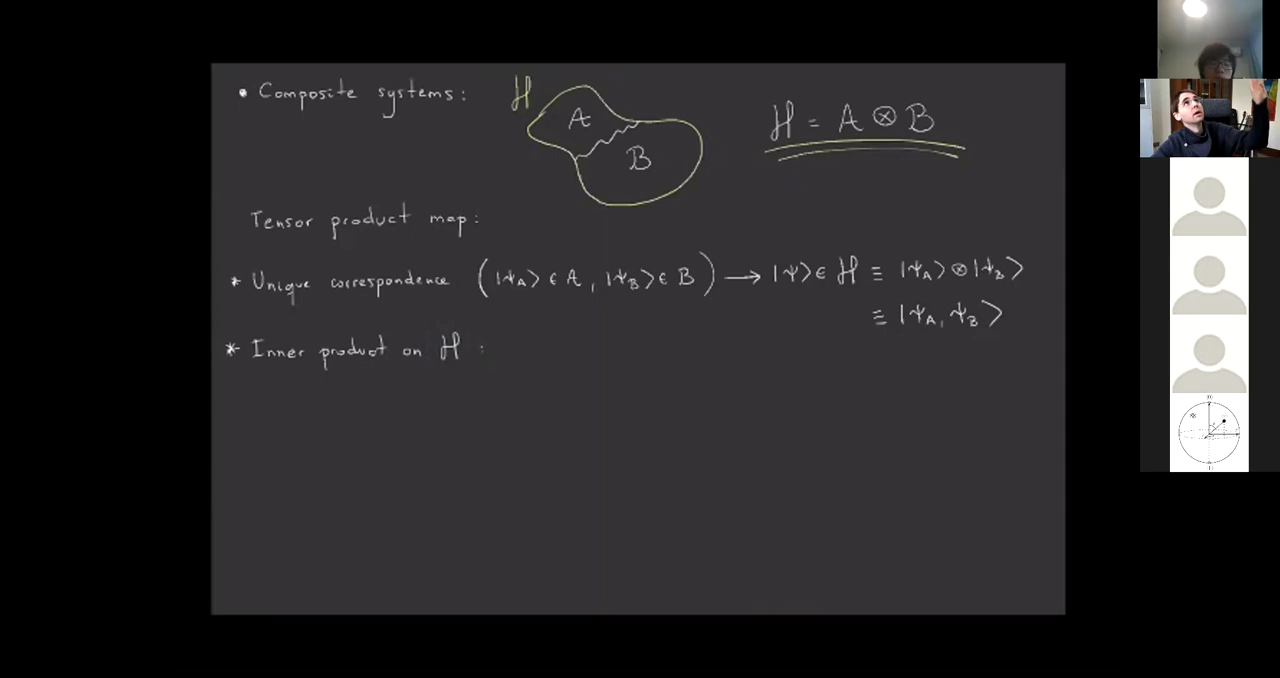 • Composite systems:
H
A
B
H = A ⊗ B
Tensor product map:
* Unique correspondence (|ψA⟩ ∈ A, |ψB⟩ ∈ B) → |ψ⟩ ∈ H ≡ |ψA⟩ ⊗ |ψB⟩
≡ |ψA, ψB⟩
* Inner product on H :